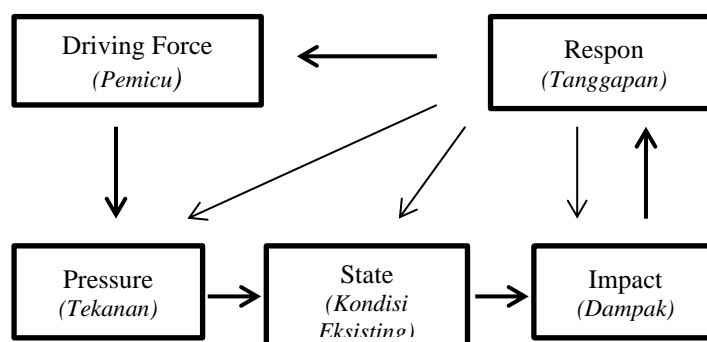 Driving Force
(Pemicu)
Respon
(Tanggapan)
Pressure
(Tekanan)
State
(Kondisi
Eksisting)
Impact
(Dampak)